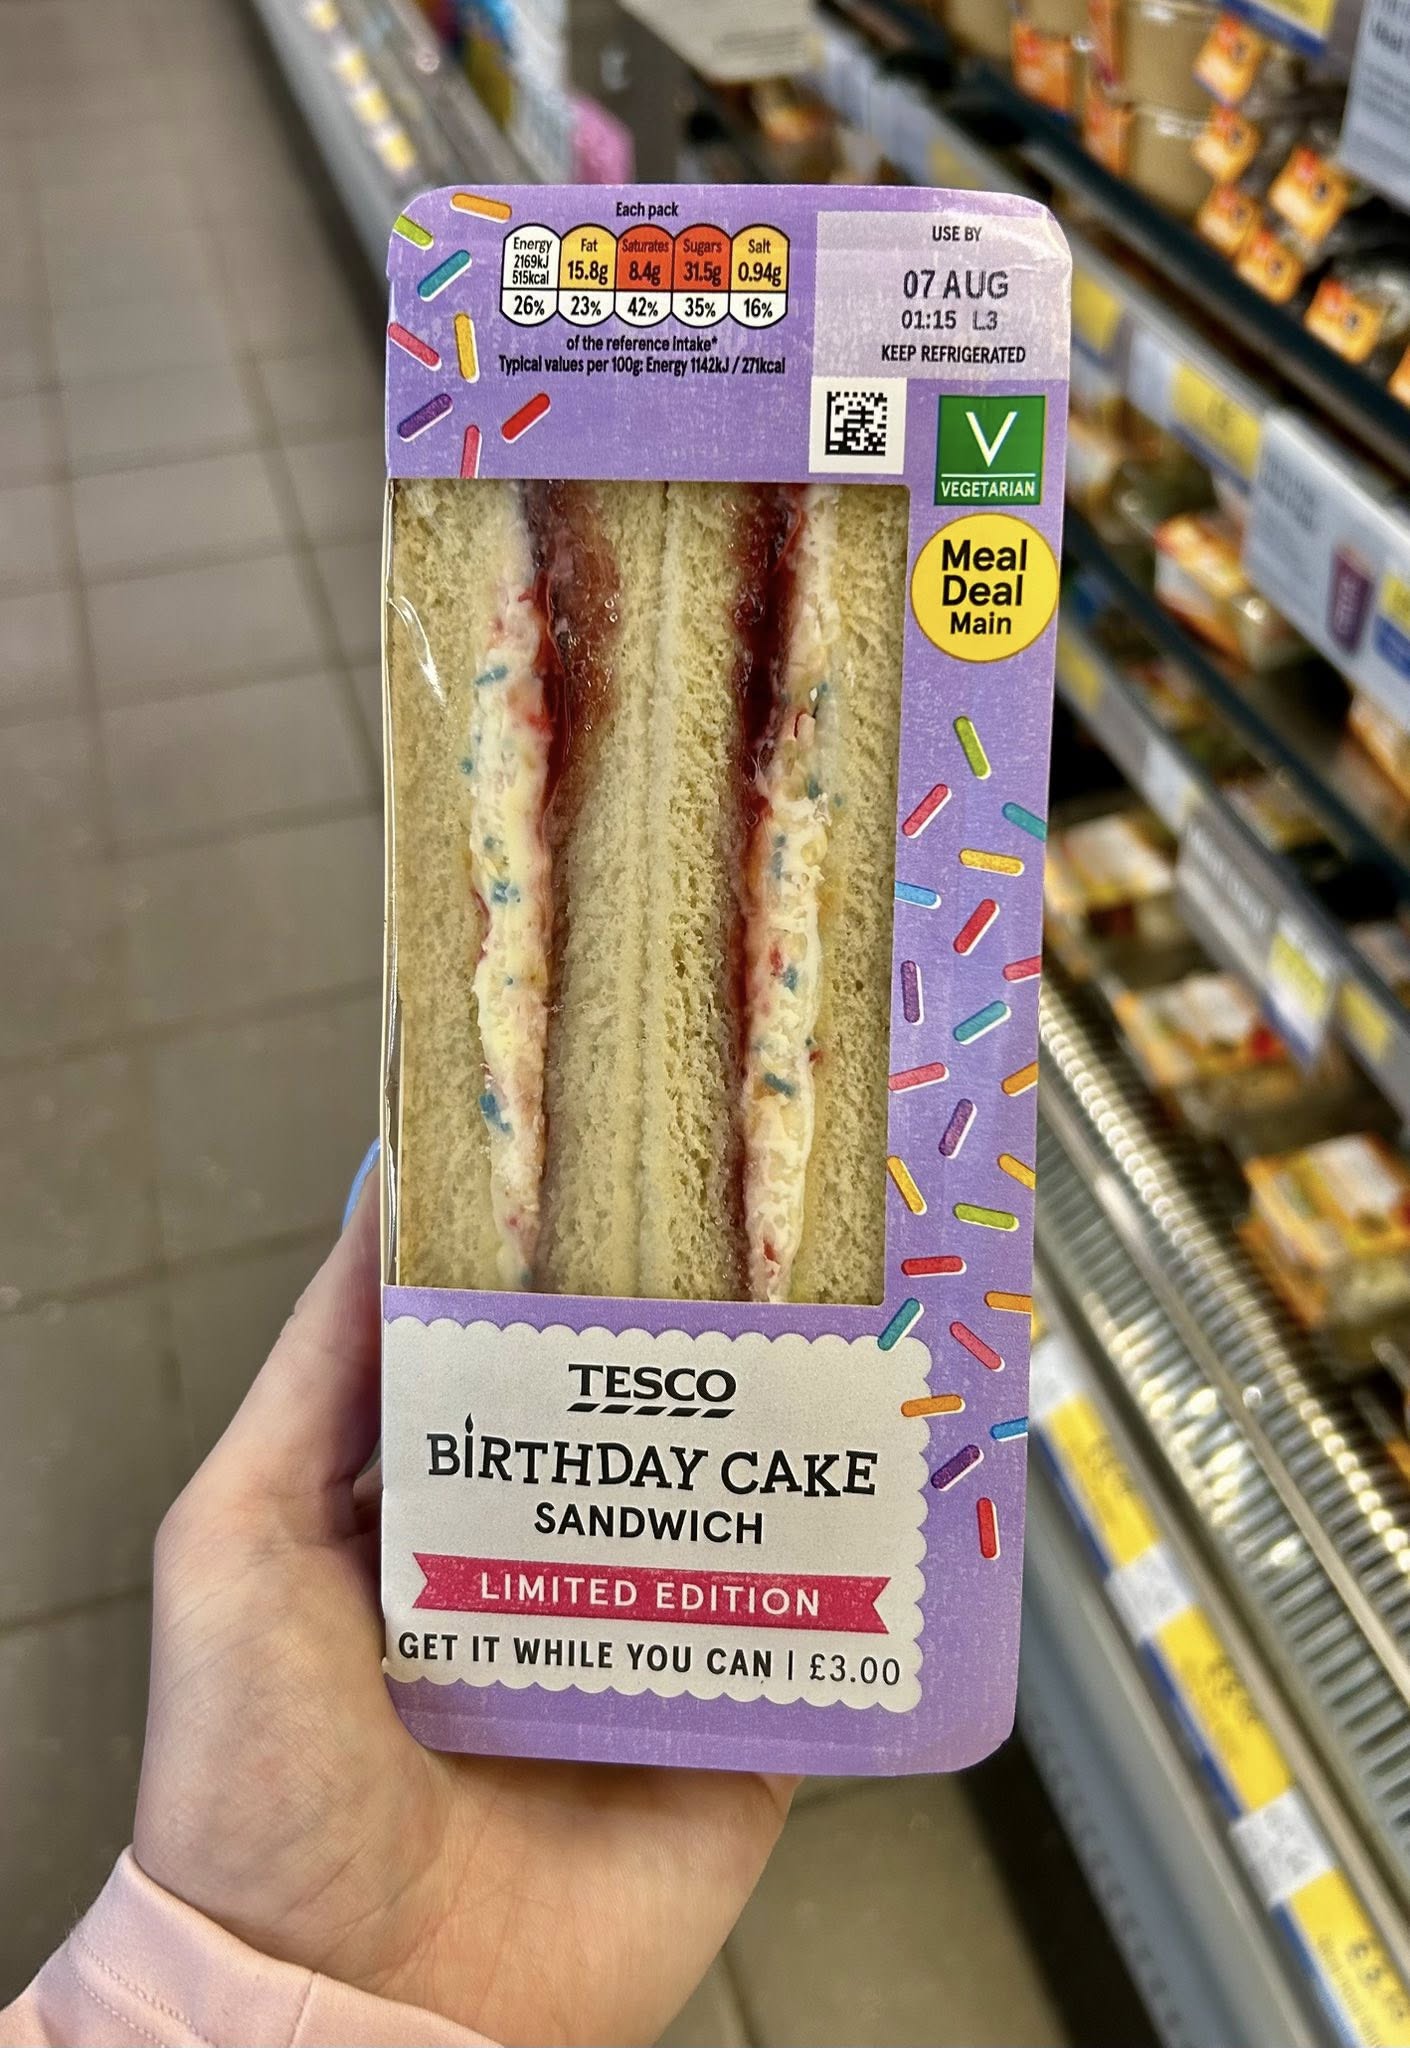 Each pack
Energy Fat Saturates Sugars Salt
2169kJ
515kcal 15.8g 8.4g 31.5g 0.94g
26% 23% 42% 35% 16%
of the reference intake*
Typical values per 100g: Energy 1142kJ / 271kcal
USE BY
07 AUG
01:15 L3
KEEP REFRIGERATED
V
VEGETARIAN
Meal
Deal
Main
TESCO
BIRTHDAY CAKE
SANDWICH
LIMITED EDITION
GET IT WHILE YOU CAN | £3.00